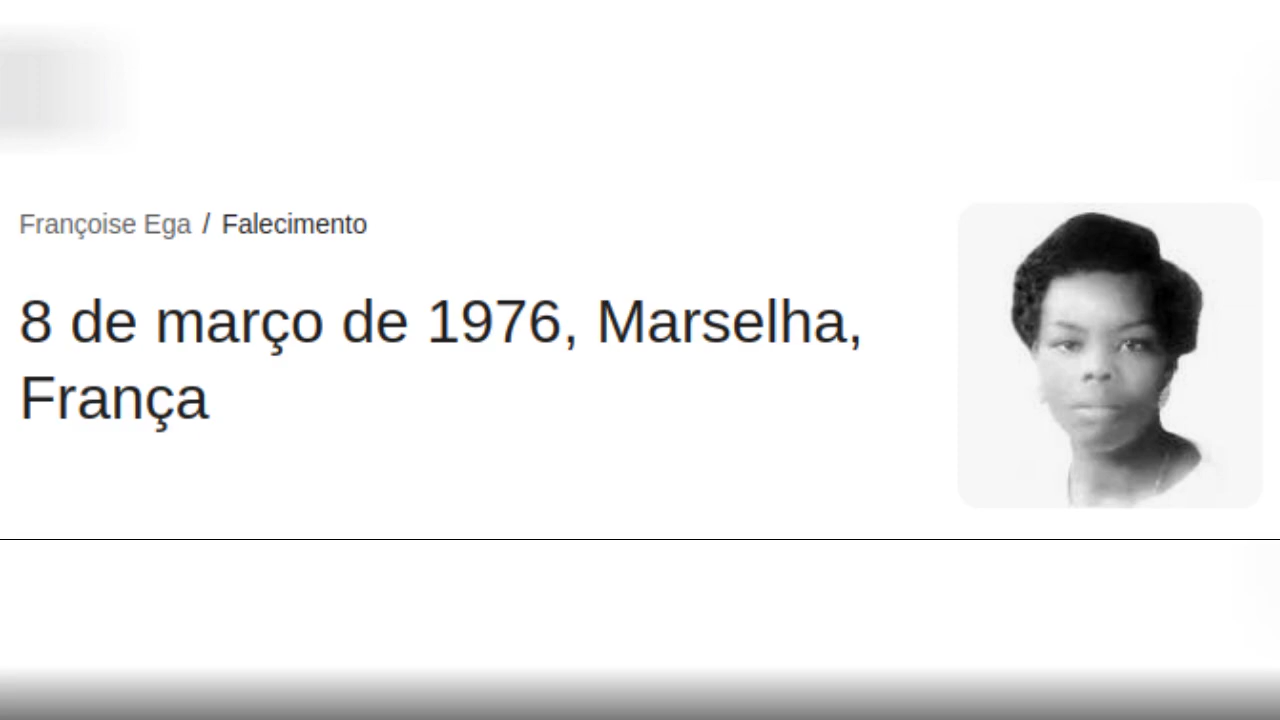 Françoise Ega / Falecimento
8 de março de 1976, Marselha,
França